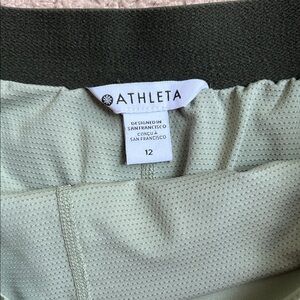 ATHLETA
DESIGNED IN
SAN FRANCISCO
CONÇU À
SAN FRANCISCO
12